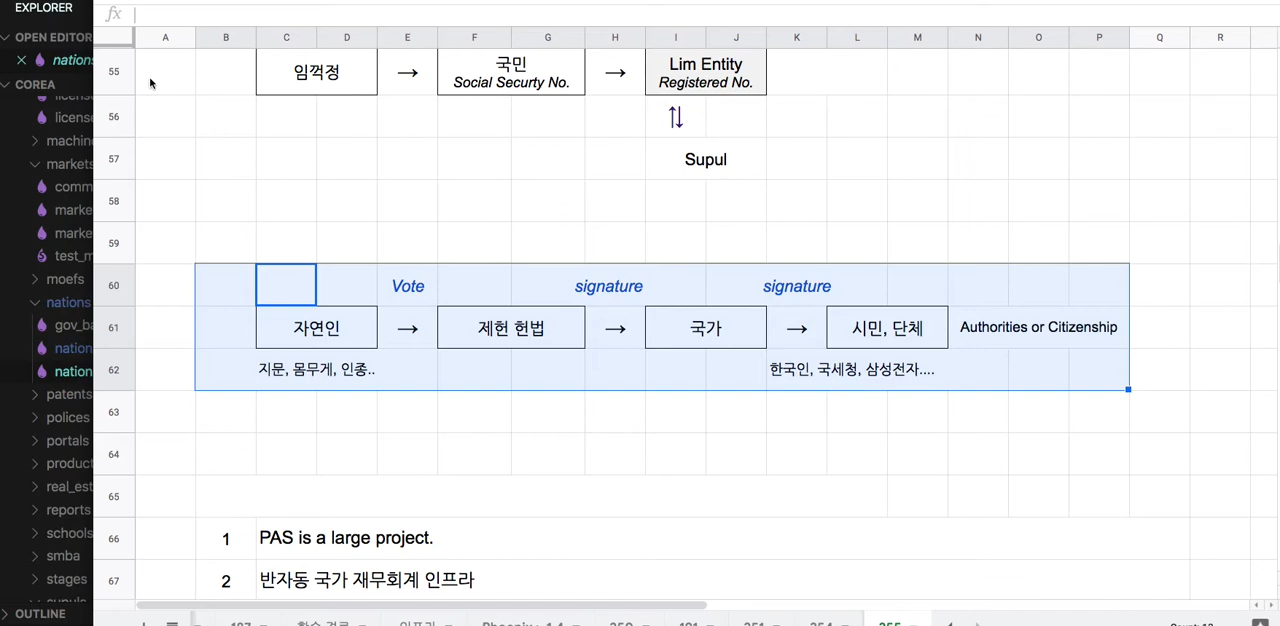 EXPLORER
fx
OPEN EDITOR
nations
A B C D E F G H I J K L M N O P Q R
COREA
license
machin
markets
comm
marke
marke
test_m
moefs
nations
gov_ba
nation
nation
patents
polices
portals
product
real_est
reports
schools
smba
stages
OUTLINE
55 임꺽정 → 국민 → Lim Entity
Social Securty No. Registered No.
56 ⇅
57 Supul
58
59
60 Vote signature signature
61 자연인 → 제헌 헌법 → 국가 → 시민, 단체 Authorities or Citizenship
62 지문, 몸무게, 인종.. 한국인, 국세청, 삼성전자....
63
64
65
66 1 PAS is a large project.
67 2 반자동 국가 재무회계 인프라